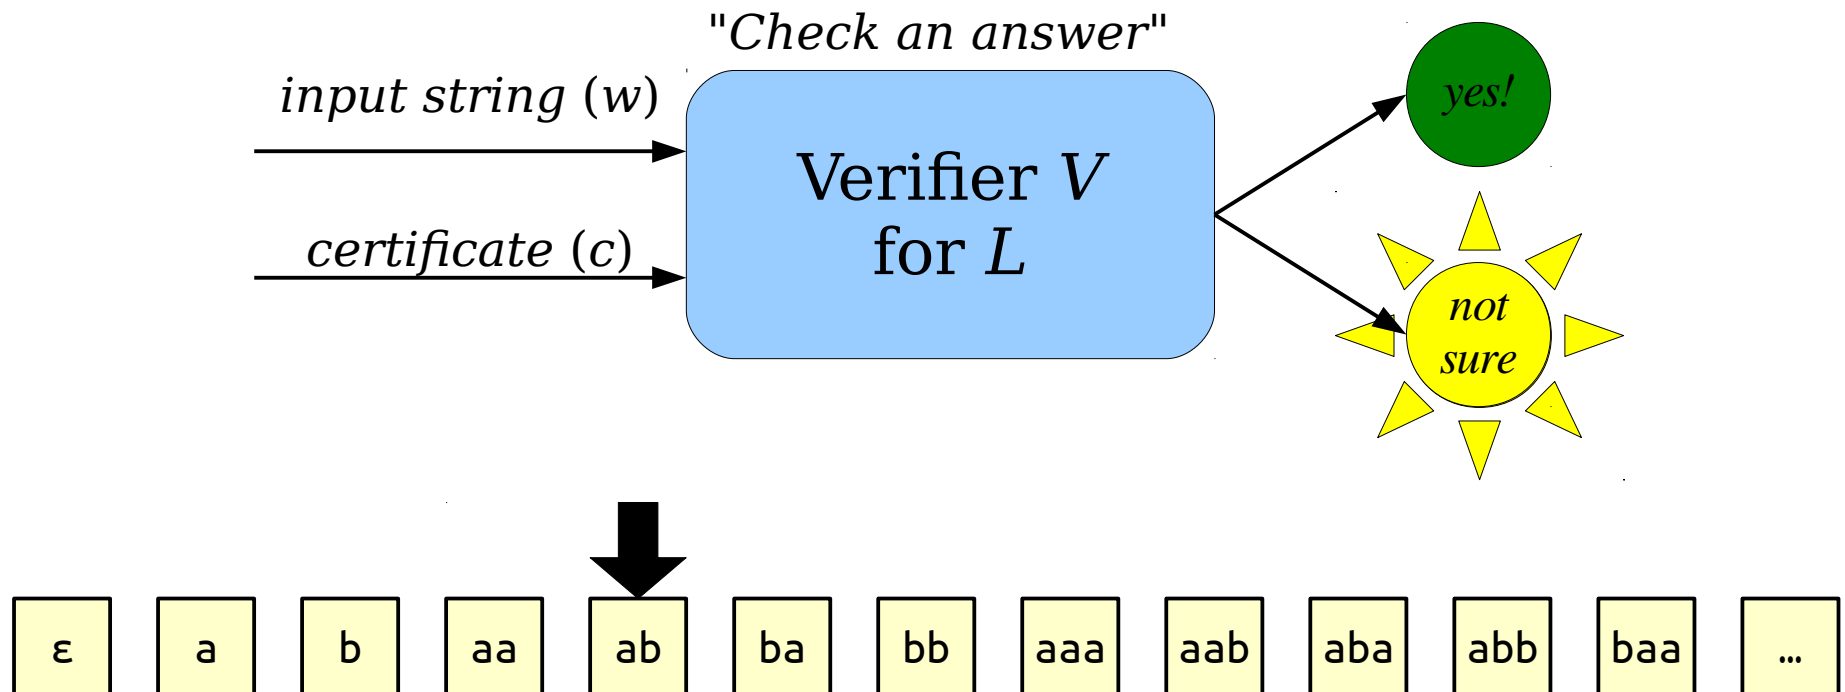 "Check an answer"
input string (w)
certificate (c)
Verifier V
for L
yes!
not
sure
ε a b aa ab ba bb aaa aab aba abb baa …